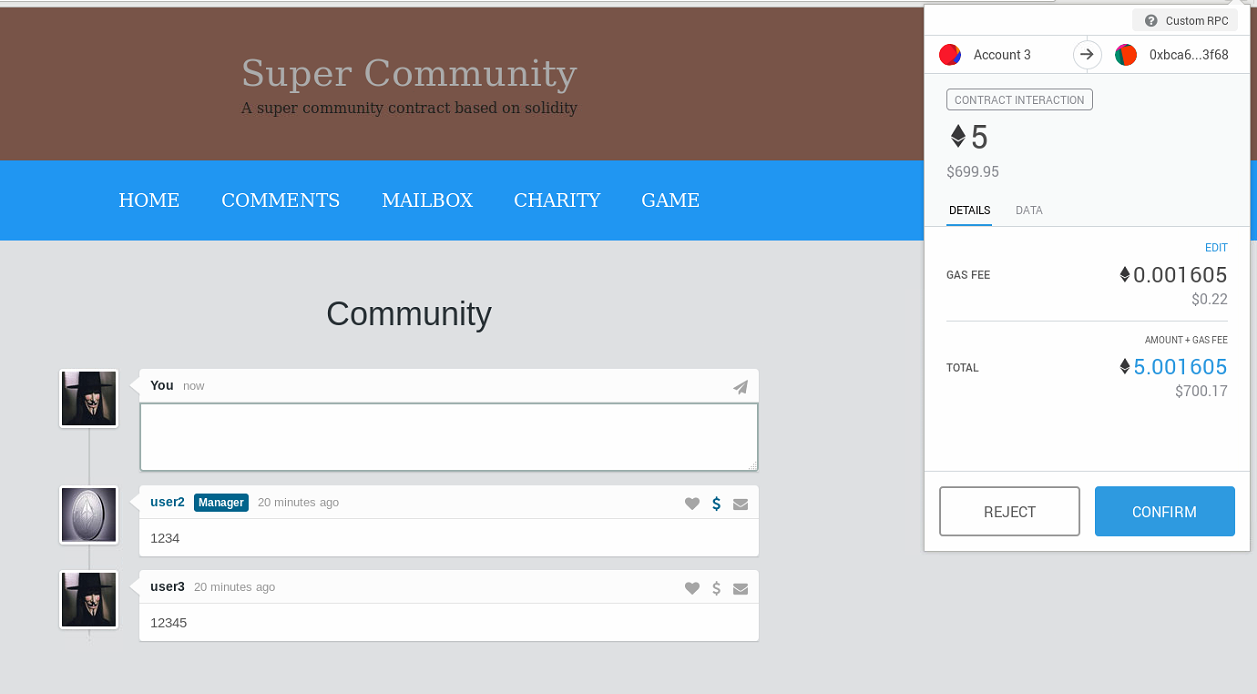 Super Community
A super community contract based on solidity
HOME COMMENTS MAILBOX CHARITY GAME
Community
You now
user2 Manager 20 minutes ago
1234
user3 20 minutes ago
12345
Custom RPC
Account 3 0xbca6...3f68
CONTRACT INTERACTION
5
$699.95
DETAILS DATA
EDIT
GAS FEE 0.001605
$0.22
AMOUNT + GAS FEE
TOTAL 5.001605
$700.17
REJECT CONFIRM